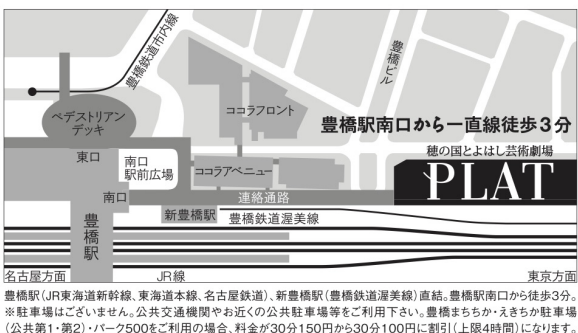 豊橋鉄道市内線
豊橋ビル
ココラフロント
ペデストリアン
デッキ
豊橋駅南口から一直線徒歩3分
穂の国とよはし芸術劇場
PLAT
東口
南口
駅前広場
ココラアベニュー
南口
連絡通路
新豊橋駅
豊橋鉄道渥美線
豊橋駅
名古屋方面
JR線
東京方面
豊橋駅(JR東海道新幹線、東海道本線、名古屋鉄道)、新豊橋駅(豊橋鉄道渥美線)直結。豊橋駅南口から徒歩3分。
※駐車場はございません。公共交通機関やお近くの公共駐車場等をご利用下さい。豊橋まちちか・えきちか駐車場
(公共第1・第2)・パーク500をご利用の場合、料金が30分150円から30分100円に割引(上限4時間)になります。